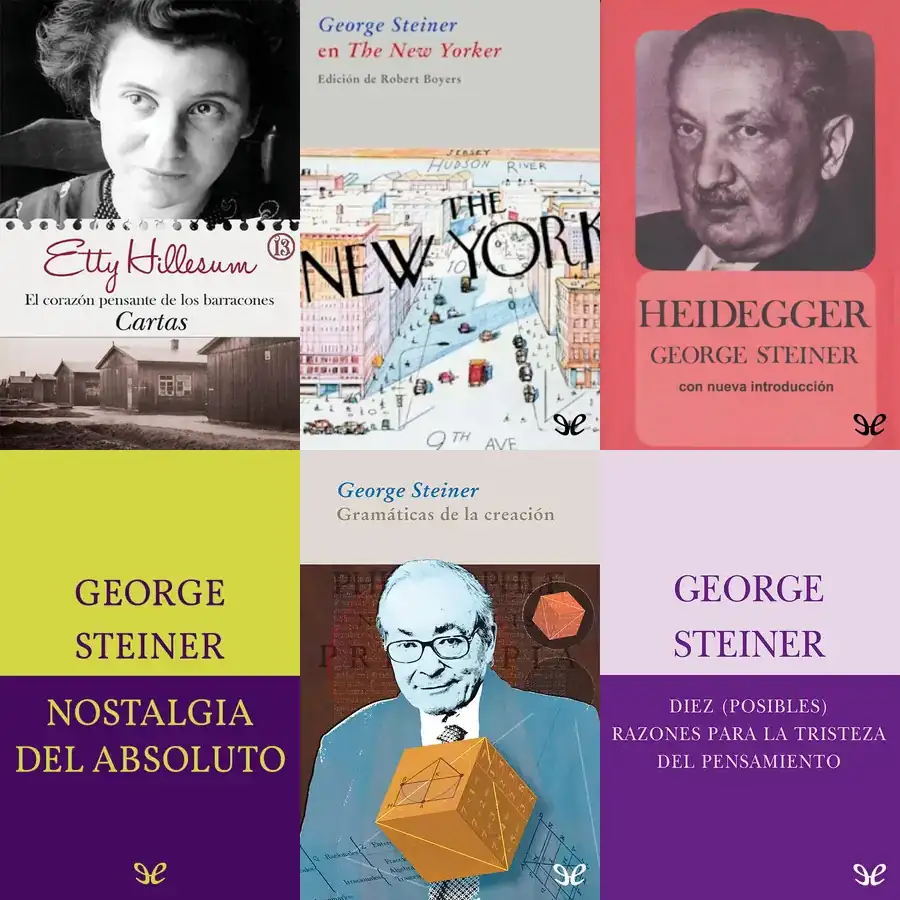 Etty Hillesum
13
El corazón pensante de los barracones
Cartas
George Steiner
en The New Yorker
Edición de Robert Boyers
JERSEY
HUDSON RIVER
THE
NEW YORK
10
9TH AVE
HEIDEGGER
GEORGE STEINER
con nueva introducción
GEORGE
STEINER
NOSTALGIA
DEL ABSOLUTO
George Steiner
Gramáticas de la creación
GEORGE
STEINER
DIEZ (POSIBLES)
RAZONES PARA LA TRISTEZA
DEL PENSAMIENTO